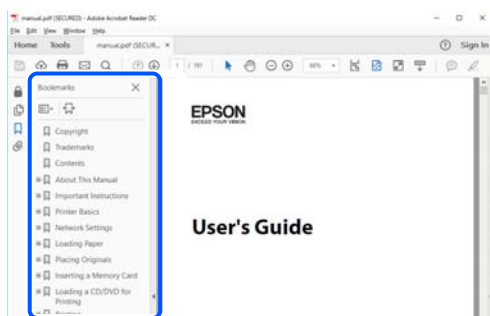 manual.pdf (SECURED) - Adobe Acrobat Reader DC
File Edit View Window Help
Home Tools manual.pdf (SECUR... × Sign In
1 / 191
Bookmarks
Copyright
Trademarks
Contents
About This Manual
Important Instructions
Printer Basics
Network Settings
Loading Paper
Placing Originals
Inserting a Memory Card
Loading a CD/DVD for
Printing
Printing
EPSON
EXCEED YOUR VISION
User's Guide